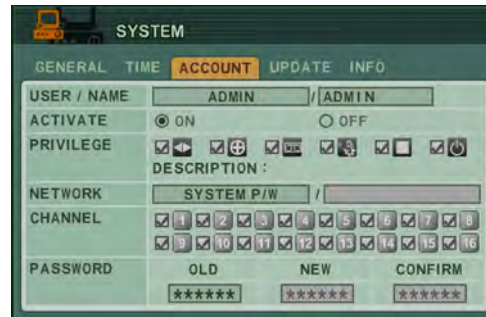 SYSTEM
GENERAL TIME ACCOUNT UPDATE INFO
USER / NAME ADMIN / ADMIN
ACTIVATE ON OFF
PRIVILEGE
DESCRIPTION :
NETWORK SYSTEM P/W /
CHANNEL 1 2 3 4 5 6 7 8
9 10 11 12 13 14 15 16
PASSWORD OLD NEW CONFIRM
****** ****** ******